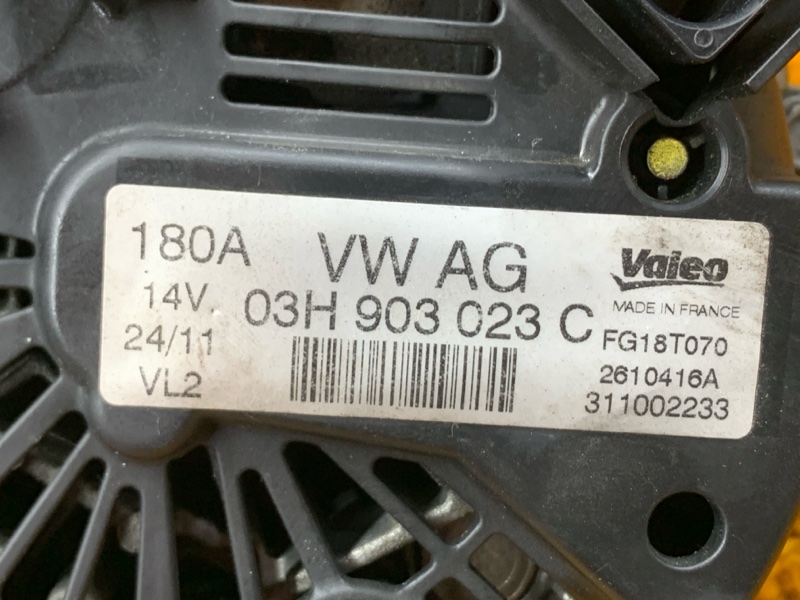 180A VW AG Valeo
14V 03H 903 023 C MADE IN FRANCE
24/11 FG18T070
VL2 2610416A
311002233